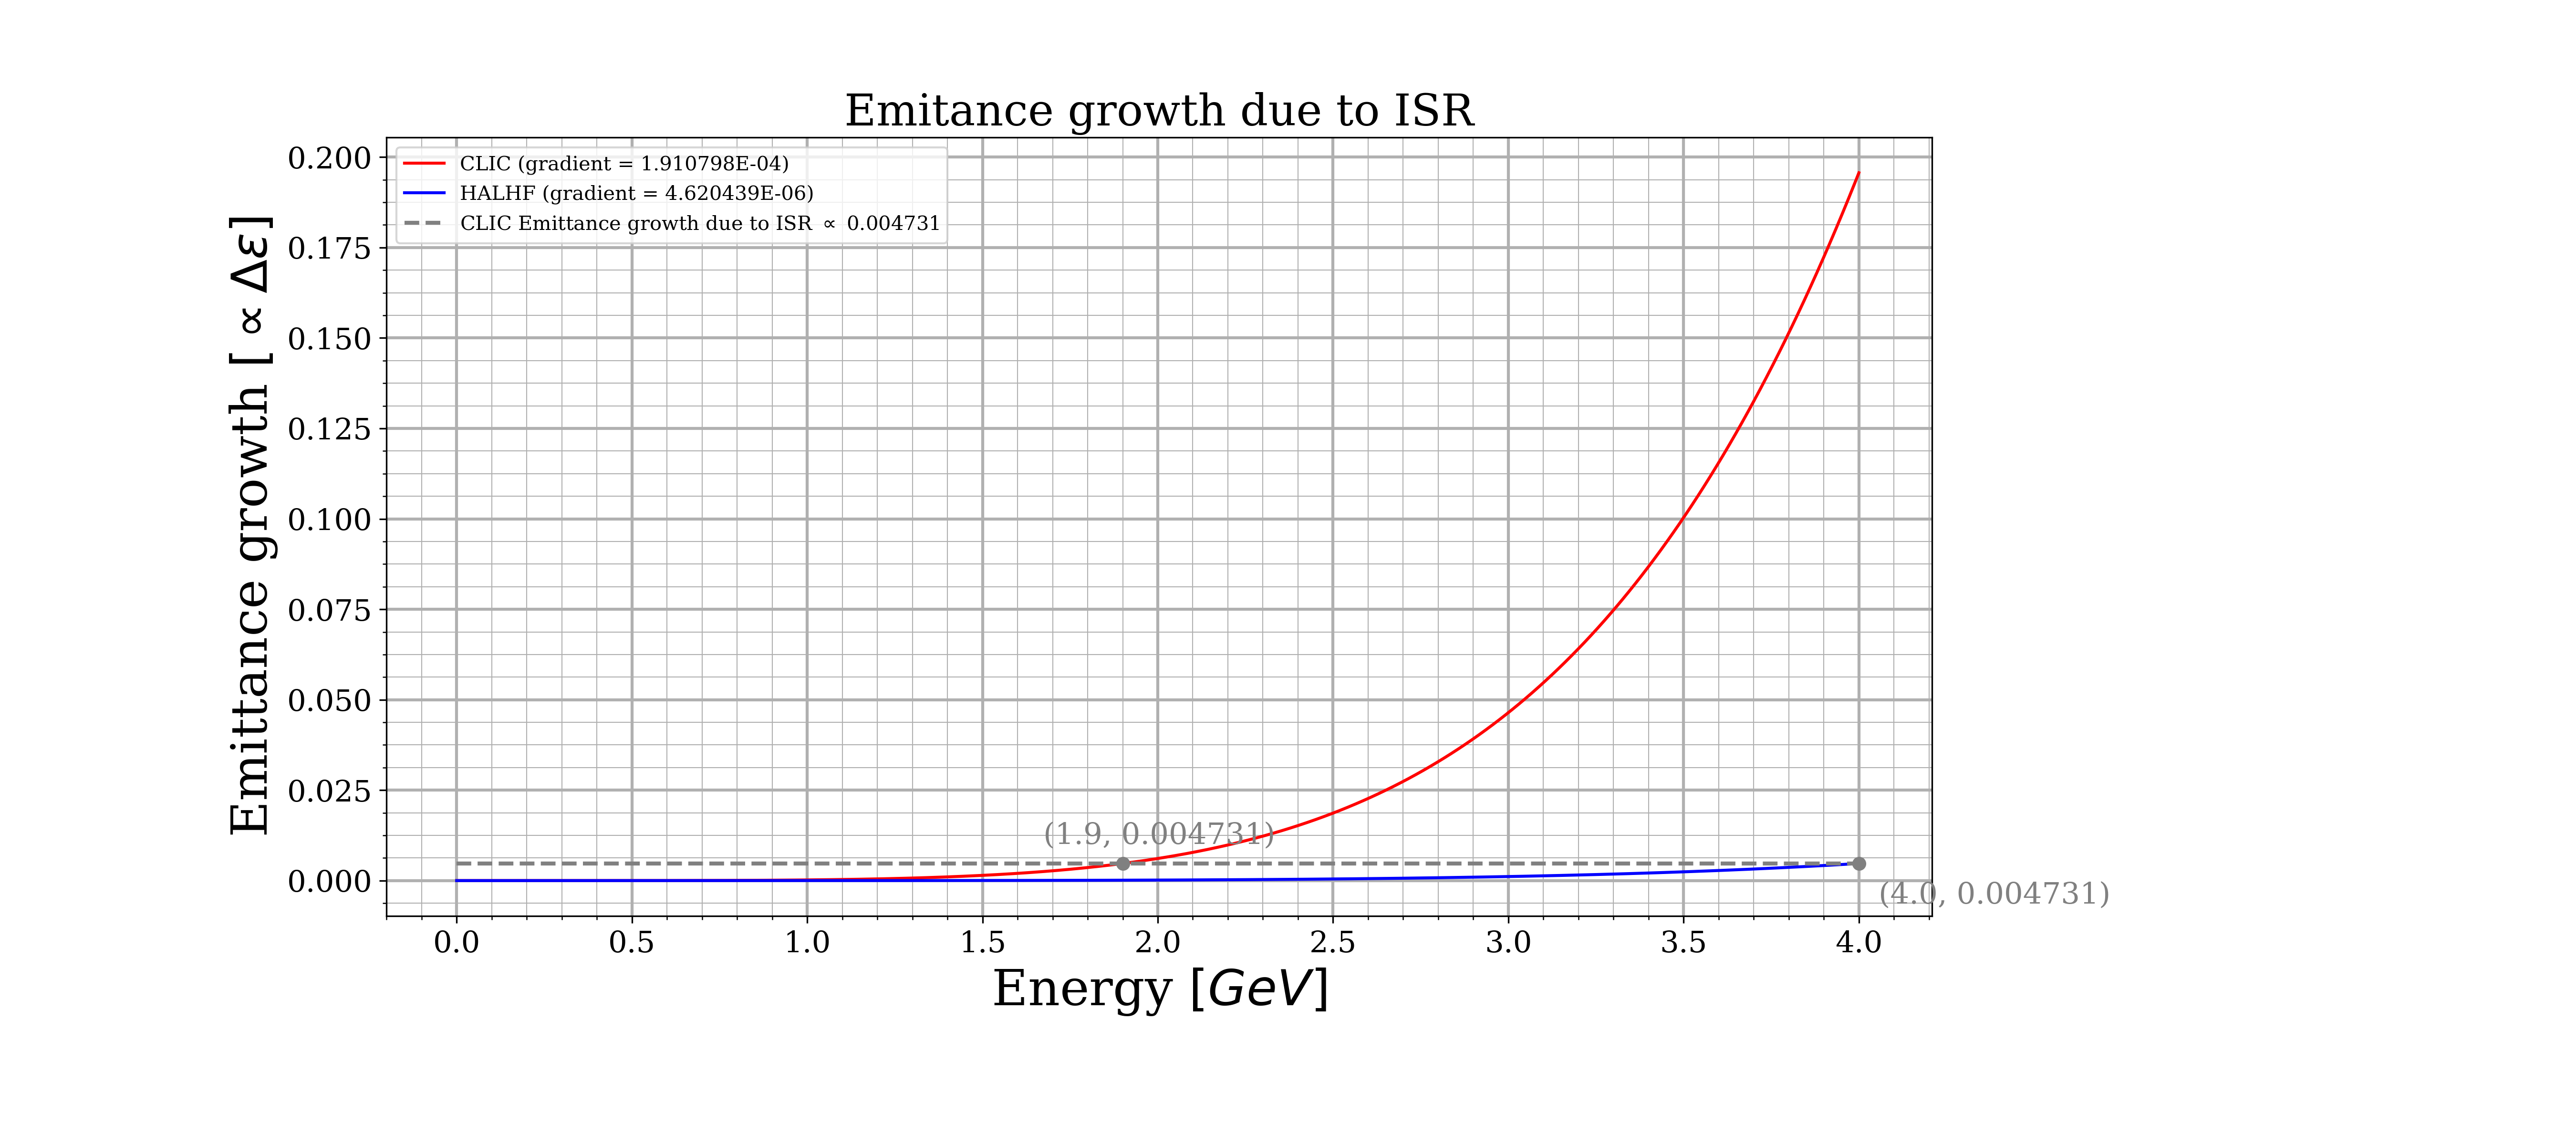 Emitance growth due to ISR
CLIC (gradient = 1.910798E-04)
HALHF (gradient = 4.620439E-06)
CLIC Emittance growth due to ISR ∝ 0.004731
Emittance growth [ ∝ Δε]
0.200
0.175
0.150
0.125
0.100
0.075
0.050
0.025
0.000
(1.9, 0.004731)
(4.0, 0.004731)
0.0 0.5 1.0 1.5 2.0 2.5 3.0 3.5 4.0
Energy [GeV]